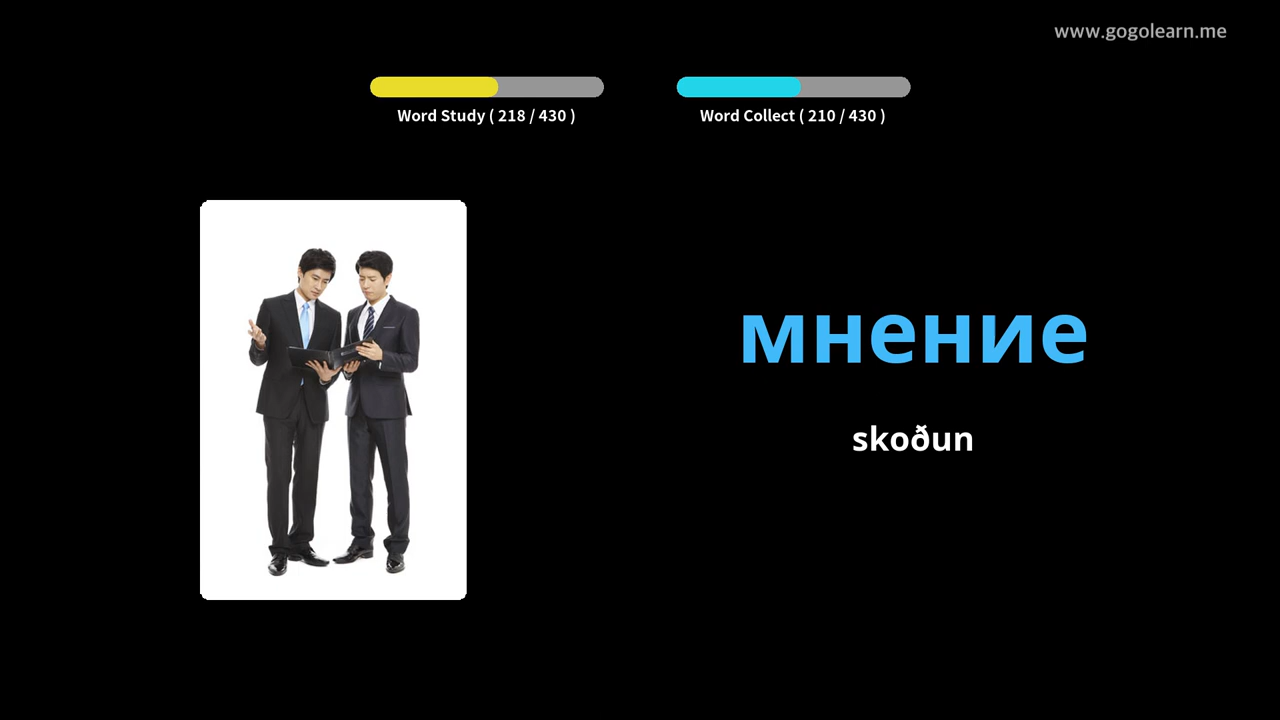 www.gogolearn.me
Word Study ( 218 / 430 )
Word Collect ( 210 / 430 )
мнение
skoðun